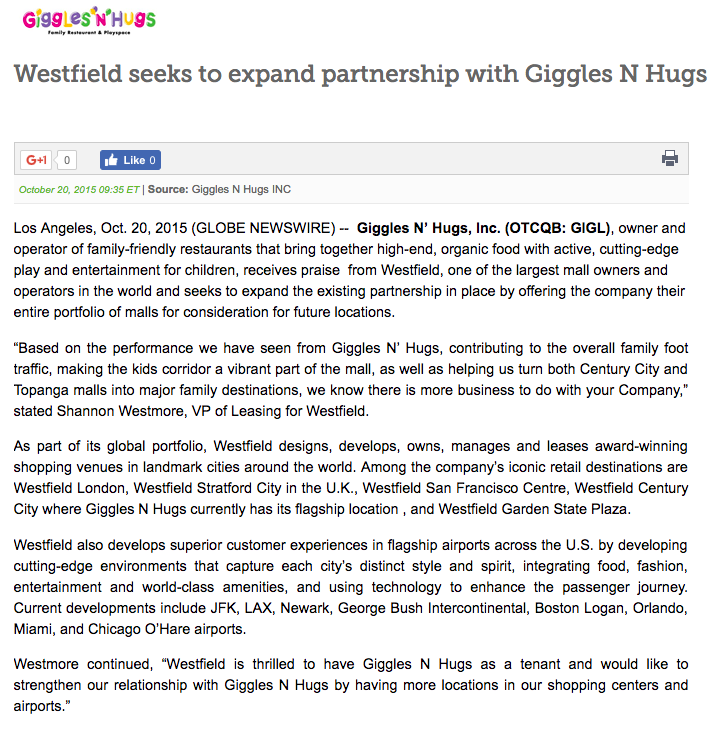 GiggLes'N'HUgS
Family Restaurant & Playspace
Westfield seeks to expand partnership with Giggles N Hugs
G+1 0 Like 0
October 20, 2015 09:35 ET | Source: Giggles N Hugs INC
Los Angeles, Oct. 20, 2015 (GLOBE NEWSWIRE) -- Giggles N’ Hugs, Inc. (OTCQB: GIGL), owner and
operator of family-friendly restaurants that bring together high-end, organic food with active, cutting-edge
play and entertainment for children, receives praise from Westfield, one of the largest mall owners and
operators in the world and seeks to expand the existing partnership in place by offering the company their
entire portfolio of malls for consideration for future locations.
“Based on the performance we have seen from Giggles N’ Hugs, contributing to the overall family foot
traffic, making the kids corridor a vibrant part of the mall, as well as helping us turn both Century City and
Topanga malls into major family destinations, we know there is more business to do with your Company,”
stated Shannon Westmore, VP of Leasing for Westfield.
As part of its global portfolio, Westfield designs, develops, owns, manages and leases award-winning
shopping venues in landmark cities around the world. Among the company’s iconic retail destinations are
Westfield London, Westfield Stratford City in the U.K., Westfield San Francisco Centre, Westfield Century
City where Giggles N Hugs currently has its flagship location , and Westfield Garden State Plaza.
Westfield also develops superior customer experiences in flagship airports across the U.S. by developing
cutting-edge environments that capture each city’s distinct style and spirit, integrating food, fashion,
entertainment and world-class amenities, and using technology to enhance the passenger journey.
Current developments include JFK, LAX, Newark, George Bush Intercontinental, Boston Logan, Orlando,
Miami, and Chicago O’Hare airports.
Westmore continued, “Westfield is thrilled to have Giggles N Hugs as a tenant and would like to
strengthen our relationship with Giggles N Hugs by having more locations in our shopping centers and
airports.”